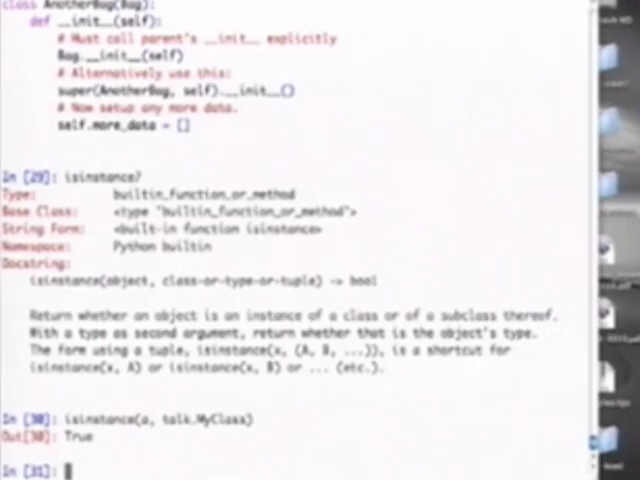 class AnotherBag(Bag):
def __init__(self):
# Must call parent's __init__ explicitly
Bag.__init__(self)
# Alternatively use this:
super(AnotherBag, self).__init__()
# Now setup any more data.
self.more_data = []
In [29]: isinstance?
Type: builtin_function_or_method
Base Class: <type 'builtin_function_or_method'>
String Form: <built-in function isinstance>
Namespace: Python builtin
Docstring:
isinstance(object, class-or-type-or-tuple) -> bool
Return whether an object is an instance of a class or of a subclass thereof.
With a type as second argument, return whether that is the object's type.
The form using a tuple, isinstance(x, (A, B, ...)), is a shortcut for
isinstance(x, A) or isinstance(x, B) or ... (etc.).
In [30]: isinstance(a, talk.MyClass)
Out[30]: True
In [31]: